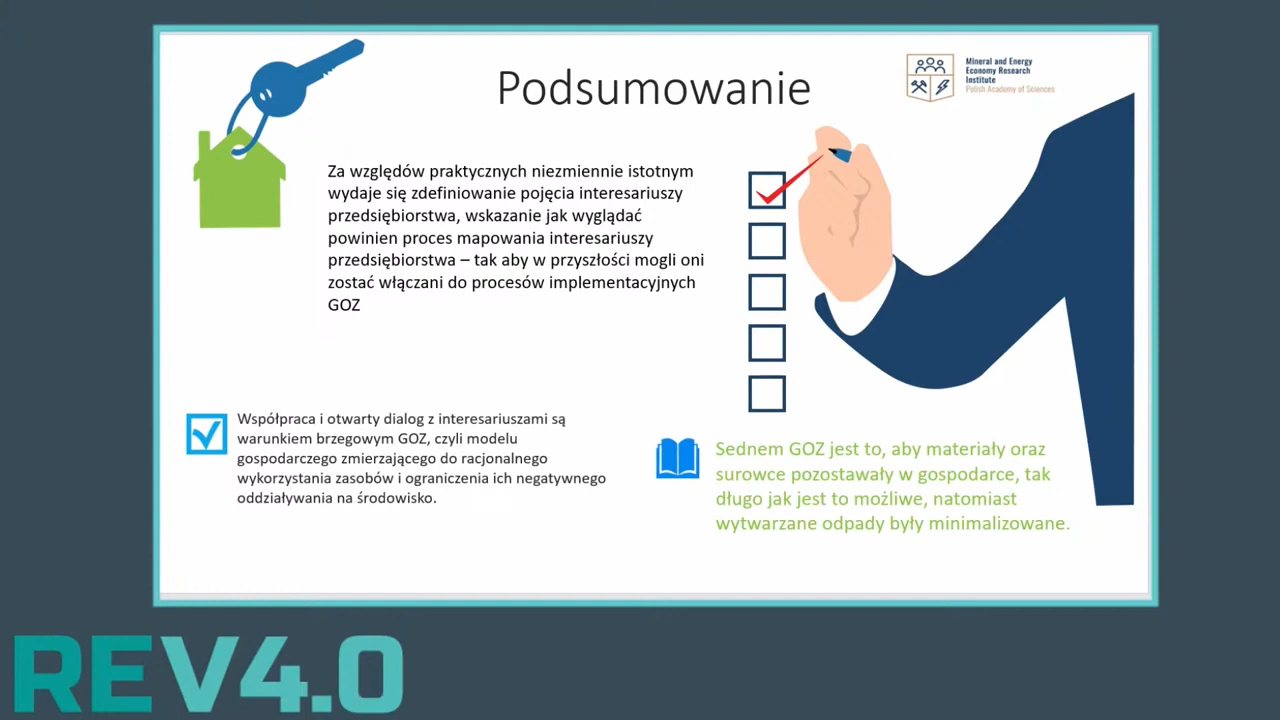 Podsumowanie
Mineral and Energy
Economy Research
Institute
Polish Academy of Sciences
Za względów praktycznych niezmiennie istotnym
wydaje się zdefiniowanie pojęcia interesariuszy
przedsiębiorstwa, wskazanie jak wyglądać
powinien proces mapowania interesariuszy
przedsiębiorstwa – tak aby w przyszłości mogli oni
zostać włączani do procesów implementacyjnych
GOZ
Współpraca i otwarty dialog z interesariuszami są
warunkiem brzegowym GOZ, czyli modelu
gospodarczego zmierzającego do racjonalnego
wykorzystania zasobów i ograniczenia ich negatywnego
oddziaływania na środowisko.
Sednem GOZ jest to, aby materiały oraz
surowce pozostawały w gospodarce, tak
długo jak jest to możliwe, natomiast
wytwarzane odpady były minimalizowane.
REV4.0